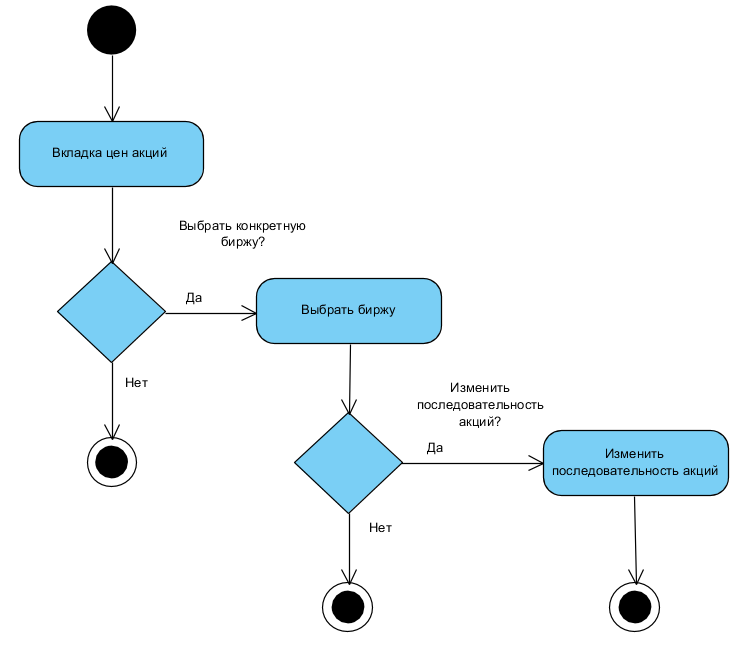 Вкладка цен акций
Выбрать конкретную
биржу?
Да
Выбрать биржу
Нет
Изменить
последовательность
акций?
Да
Изменить
последовательность акций
Нет